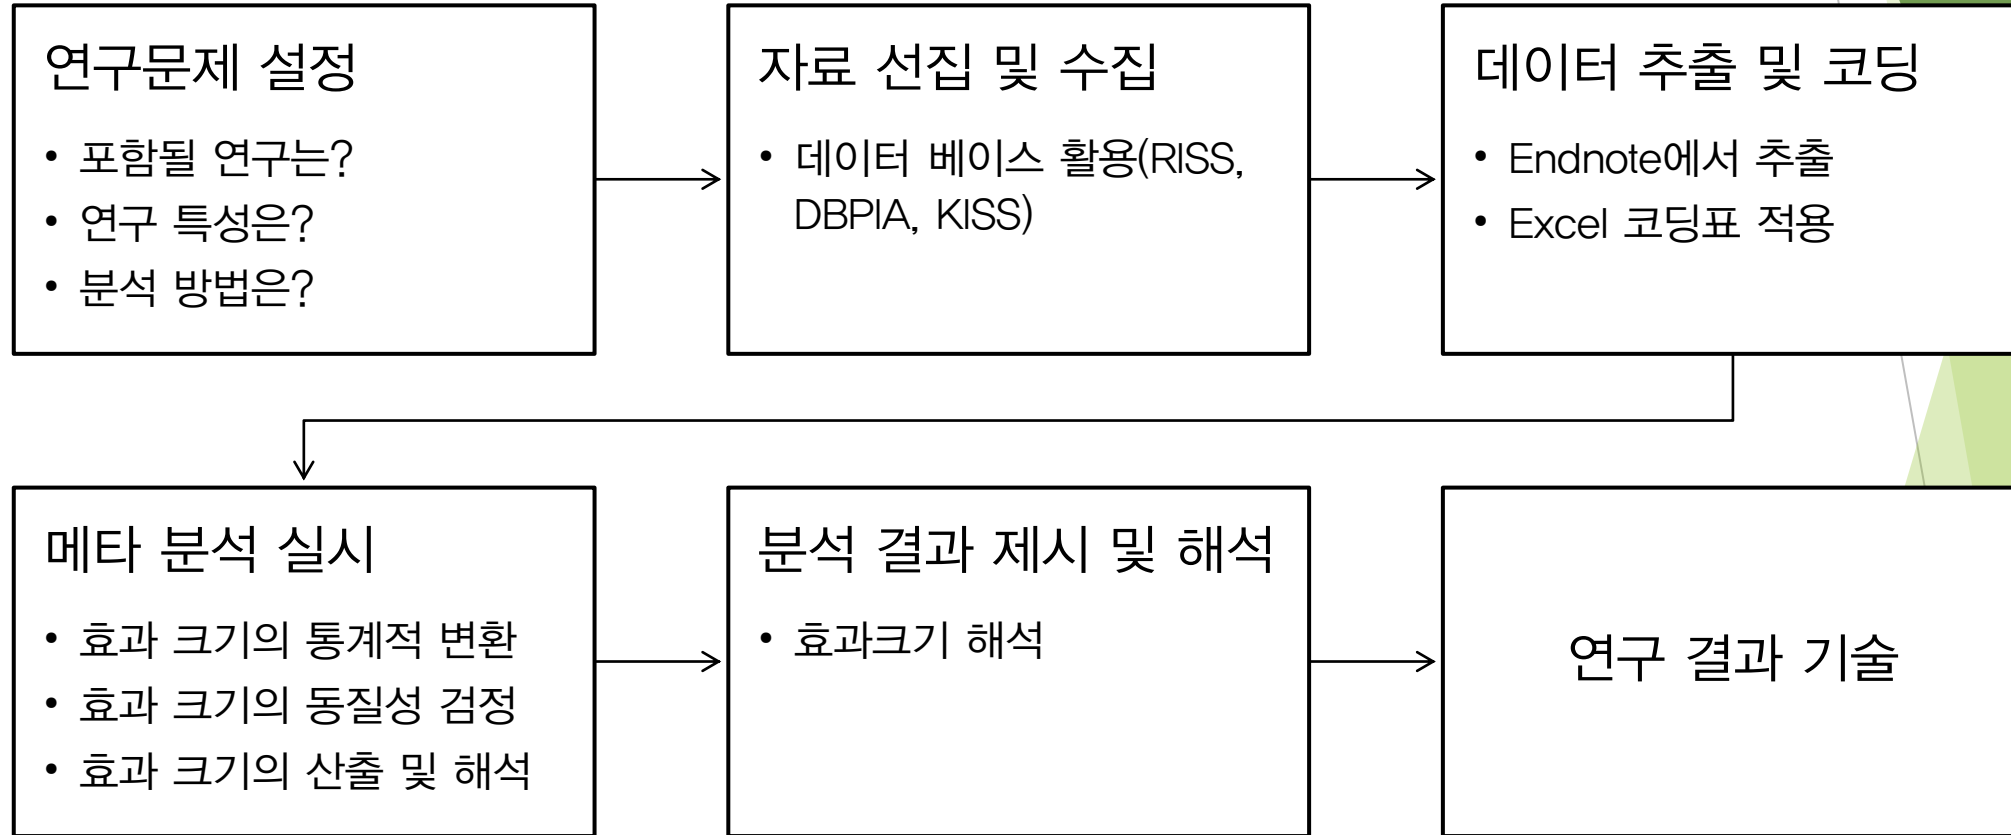 연구문제 설정
• 포함될 연구는?
• 연구 특성은?
• 분석 방법은?
자료 선집 및 수집
• 데이터 베이스 활용(RISS,
DBPIA, KISS)
데이터 추출 및 코딩
• Endnote에서 추출
• Excel 코딩표 적용
메타 분석 실시
• 효과 크기의 통계적 변환
• 효과 크기의 동질성 검정
• 효과 크기의 산출 및 해석
분석 결과 제시 및 해석
• 효과크기 해석
연구 결과 기술